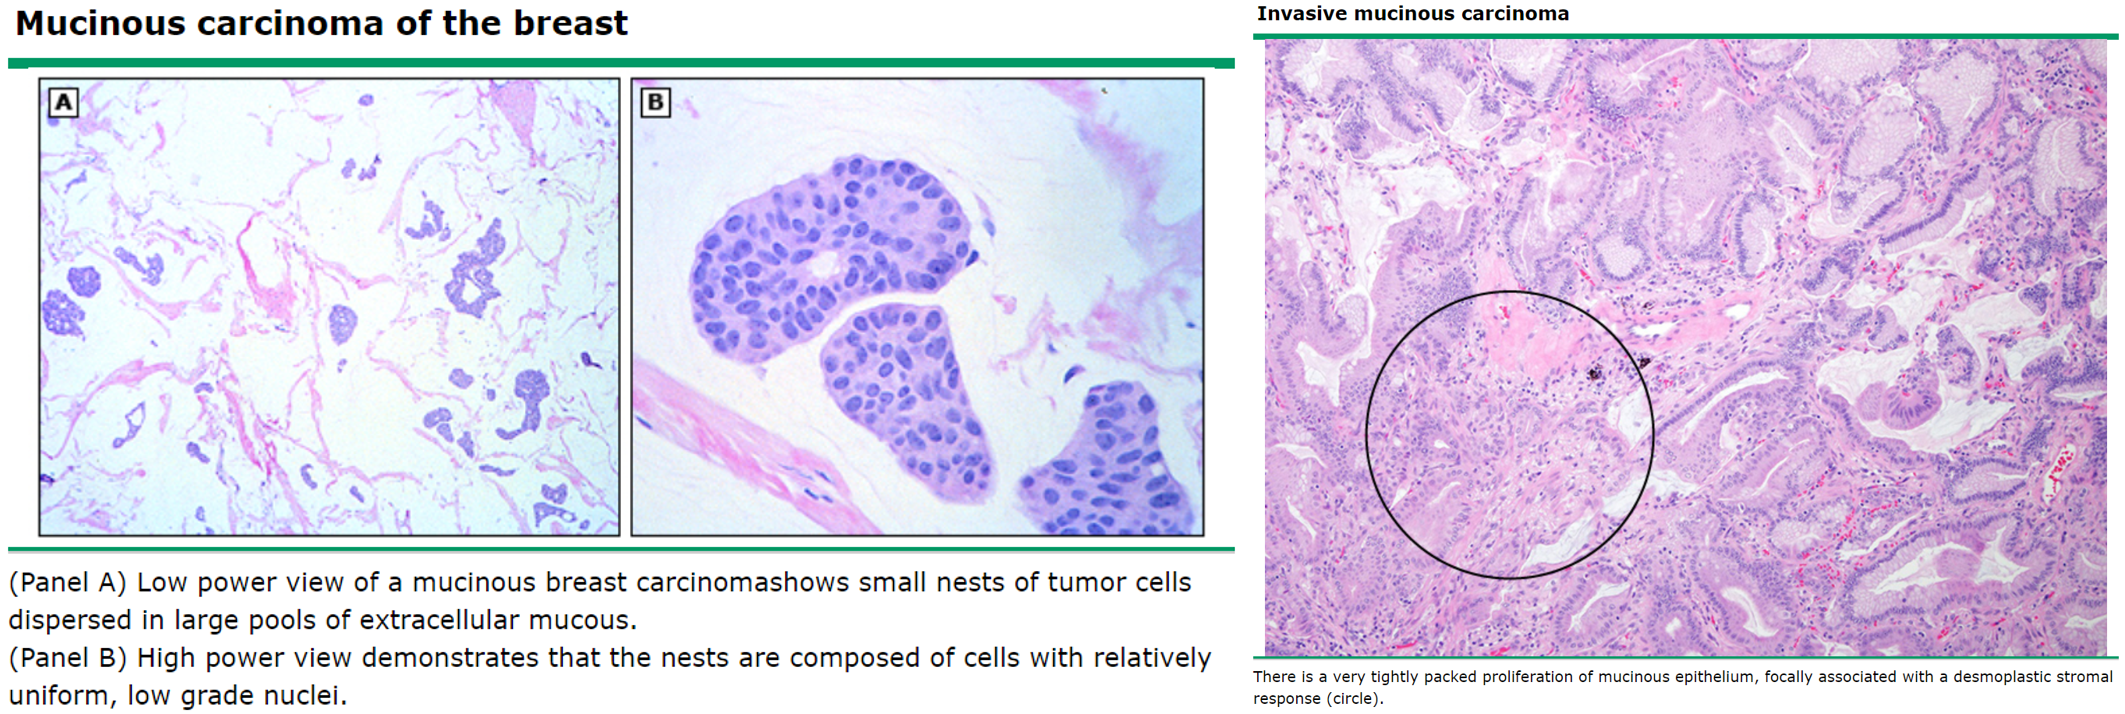 Mucinous carcinoma of the breast
A
B
(Panel A) Low power view of a mucinous breast carcinomashows small nests of tumor cells
dispersed in large pools of extracellular mucous.
(Panel B) High power view demonstrates that the nests are composed of cells with relatively
uniform, low grade nuclei.
Invasive mucinous carcinoma
There is a very tightly packed proliferation of mucinous epithelium, focally associated with a desmoplastic stromal
response (circle).